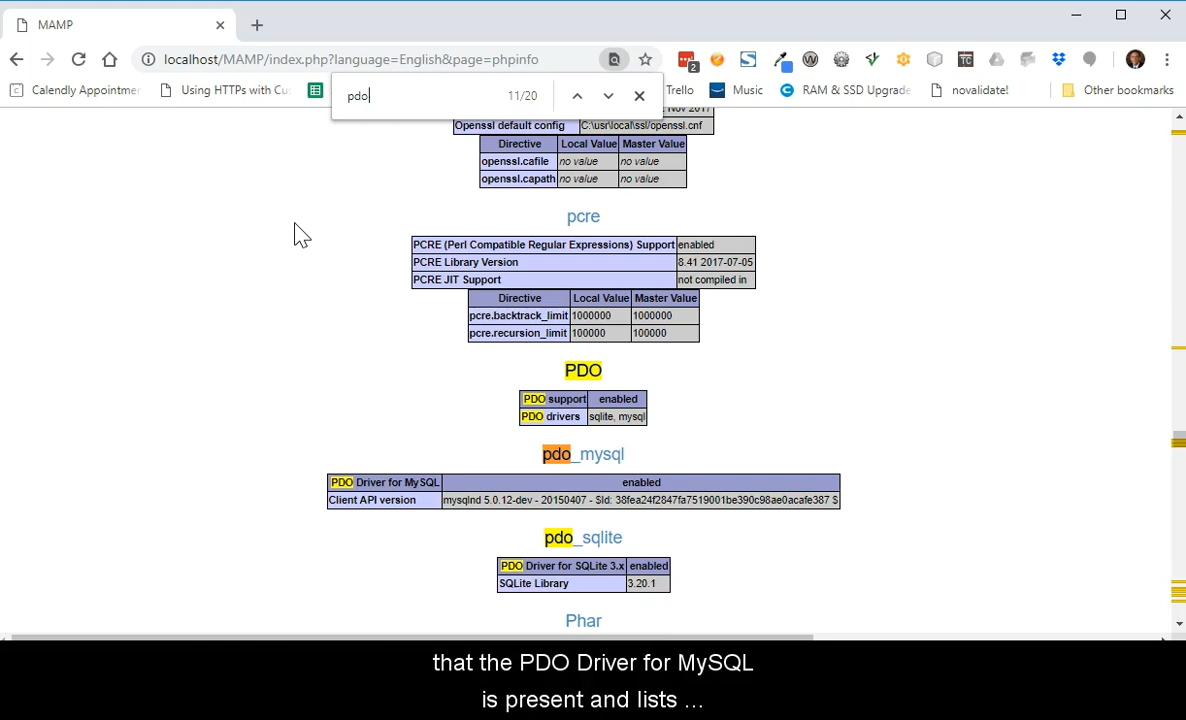 MAMP
localhost/MAMP/index.php?language=English&page=phpinfo
2
TC
Calendly Appointmer
Using HTTPs with Cu
Trello
Music
RAM & SSD Upgrade
novalidate!
Other bookmarks
pdo
11/20
Nov 2017
Openssl default config C:\usr\local\ssl/openssl.cnf
Directive Local Value Master Value
openssl.cafile no value no value
openssl.capath no value no value
pcre
PCRE (Perl Compatible Regular Expressions) Support enabled
PCRE Library Version 8.41 2017-07-05
PCRE JIT Support not compiled in
Directive Local Value Master Value
pcre.backtrack_limit 1000000 1000000
pcre.recursion_limit 100000 100000
PDO
PDO support enabled
PDO drivers sqlite, mysql
pdo_mysql
PDO Driver for MySQL enabled
Client API version mysqlnd 5.0.12-dev - 20150407 - $Id: 38fea24f2847fa7519001be390c98ae0acafe387 $
pdo_sqlite
PDO Driver for SQLite 3.x enabled
SQLite Library 3.20.1
Phar
that the PDO Driver for MySQL
is present and lists ...